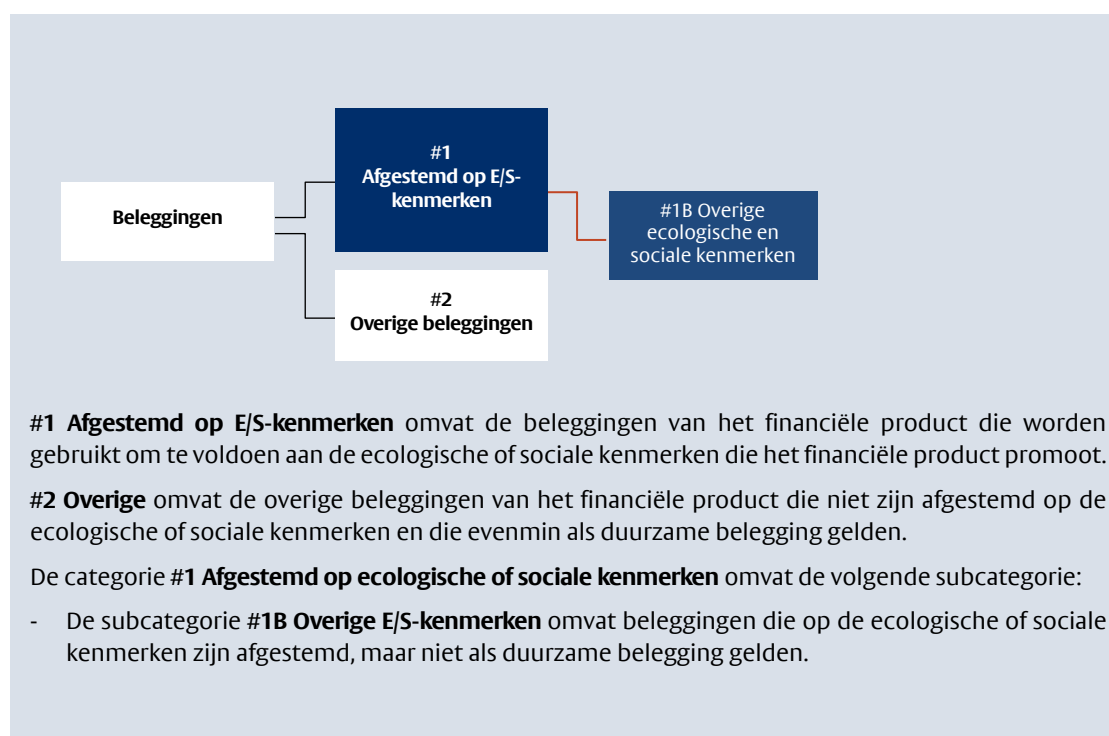 #1
Afgestemd op E/S-
kenmerken
Beleggingen
#1B Overige
ecologische en
sociale kenmerken
#2
Overige beleggingen
#1 Afgestemd op E/S-kenmerken omvat de beleggingen van het financiële product die worden
gebruikt om te voldoen aan de ecologische of sociale kenmerken die het financiële product promoot.
#2 Overige omvat de overige beleggingen van het financiële product die niet zijn afgestemd op de
ecologische of sociale kenmerken en die evenmin als duurzame belegging gelden.
De categorie #1 Afgestemd op ecologische of sociale kenmerken omvat de volgende subcategorie:
- De subcategorie #1B Overige E/S-kenmerken omvat beleggingen die op de ecologische of sociale
kenmerken zijn afgestemd, maar niet als duurzame belegging gelden.